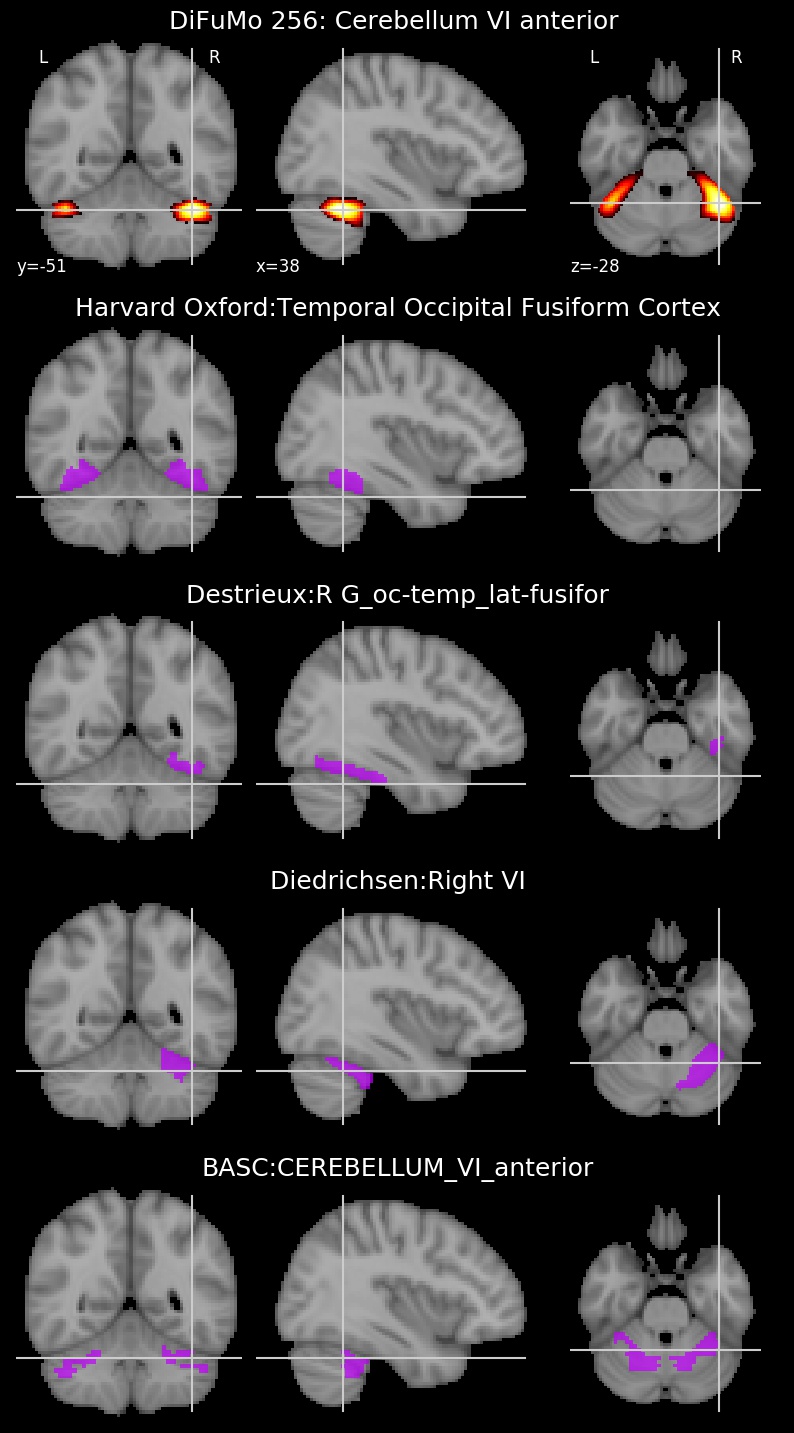 DiFuMo 256: Cerebellum VI anterior
L R L R
y=-51 x=38 z=-28
Harvard Oxford:Temporal Occipital Fusiform Cortex
Destrieux:R G_oc-temp_lat-fusifor
Diedrichsen:Right VI
BASC:CEREBELLUM_VI_anterior